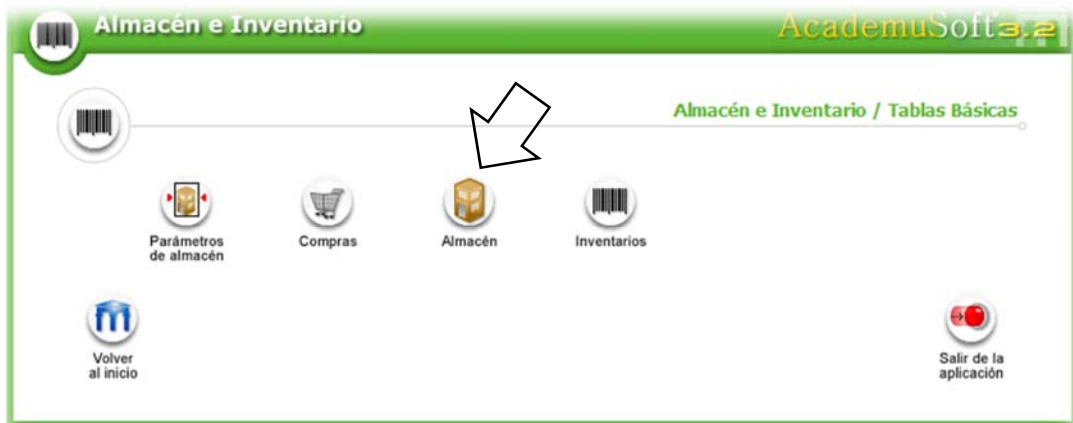 Almacén e Inventario
AcademuSoft 3.2
Almacén e Inventario / Tablas Básicas
Parámetros
de almacén
Compras
Almacén
Inventarios
Volver
al inicio
Salir de la
aplicación